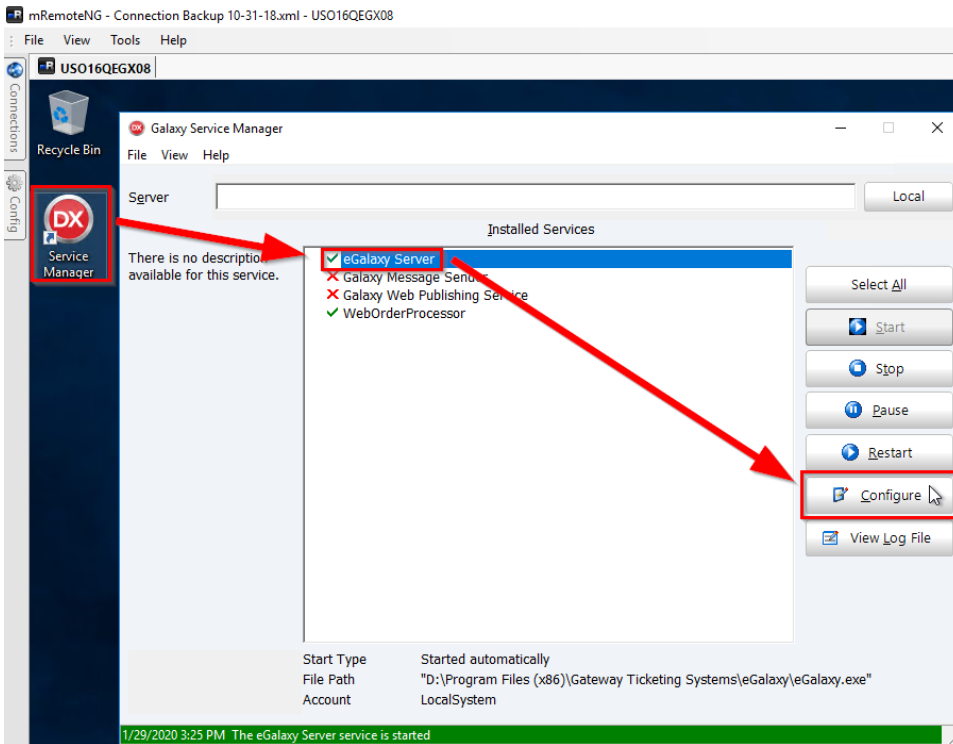 mRemoteNG - Connection Backup 10-31-18.xml - USO16QEGX08
File View Tools Help
USO16QEGX08
Connections
Config
Recycle Bin
DX
Service
Manager
DX Galaxy Service Manager
File View Help
Server
Local
Installed Services
There is no description
available for this service.
eGalaxy Server
Galaxy Message Sender
Galaxy Web Publishing Service
WebOrderProcessor
Select All
Start
Stop
Pause
Restart
Configure
View Log File
Start Type Started automatically
File Path "D:\Program Files (x86)\Gateway Ticketing Systems\eGalaxy\eGalaxy.exe"
Account LocalSystem
1/29/2020 3:25 PM The eGalaxy Server service is started